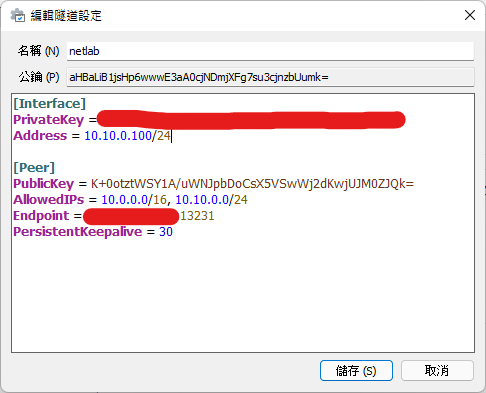 編輯隧道設定
名稱 (N) netlab
公鑰 (P) aHBaLiB1jsHp6wwwE3aA0cjNDmjXFg7su3cjnzbUumk=
[Interface]
PrivateKey =
Address = 10.10.0.100/24
[Peer]
PublicKey = K+0otztWSY1A/uWNJpbDoCsX5VSwWj2dKwjUJM0ZJQk=
AllowedIPs = 10.0.0.0/16, 10.10.0.0/24
Endpoint = 13231
PersistentKeepalive = 30
儲存 (S) 取消